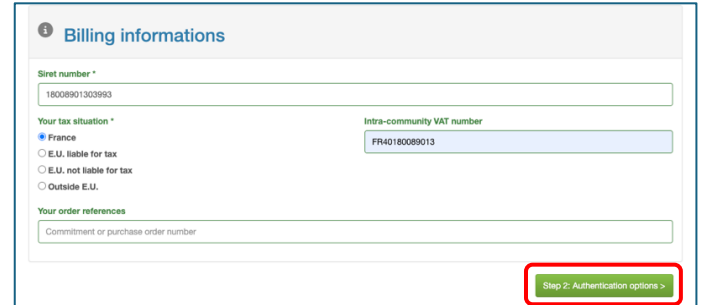 Billing informations
Siret number *
18008901303993
Your tax situation *
Intra-community VAT number
France
FR40180089013
E.U. liable for tax
E.U. not liable for tax
Outside E.U.
Your order references
Commitment or purchase order number
Step 2: Authentication options >